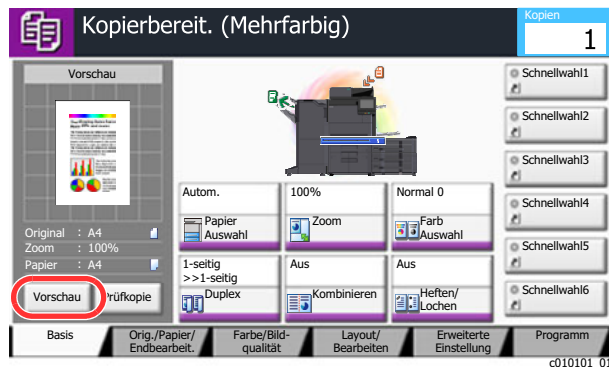 Kopierbereit. (Mehrfarbig)
Kopien
1
Vorschau
Original : A4
Zoom : 100%
Papier : A4
Vorschau
Prüfkopie
Autom.
Papier
Auswahl
100%
Zoom
Normal 0
Farb
Auswahl
1-seitig
>>1-seitig
Duplex
Aus
Kombinieren
Aus
Heften/
Lochen
Schnellwahl1
Schnellwahl2
Schnellwahl3
Schnellwahl4
Schnellwahl5
Schnellwahl6
Basis
Orig./Papier/
Endbearbeit.
Farbe/Bild-
qualität
Layout/
Bearbeiten
Erweiterte
Einstellung
Programm
c010101_01